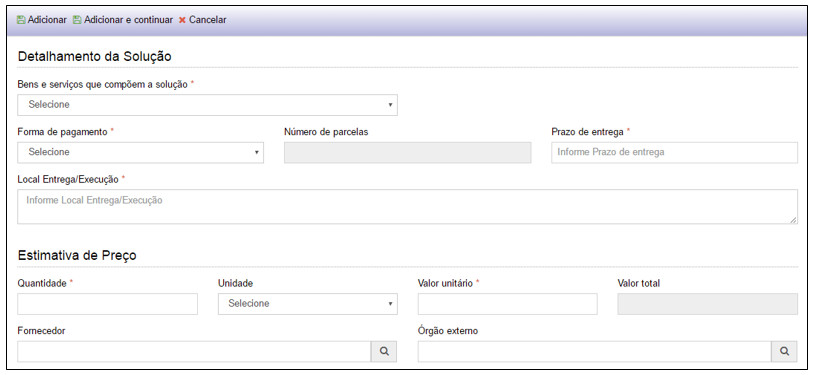 Adicionar Adicionar e continuar Cancelar
Detalhamento da Solução
Bens e serviços que compõem a solução *
Selecione
Forma de pagamento * Número de parcelas Prazo de entrega *
Selecione Informe Prazo de entrega
Local Entrega/Execução *
Informe Local Entrega/Execução
Estimativa de Preço
Quantidade * Unidade Valor unitário * Valor total
Selecione
Fornecedor Órgão externo